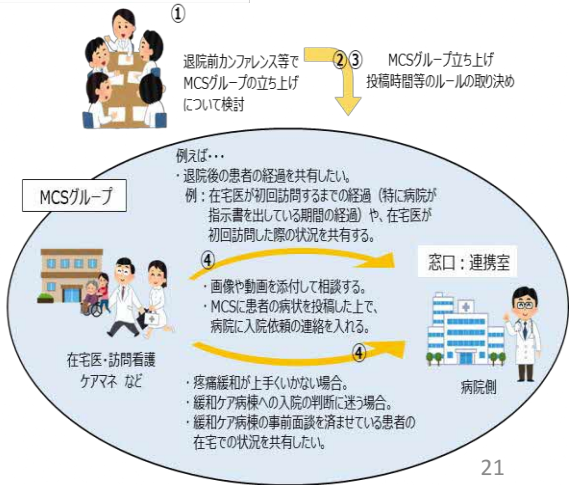 ①
退院前カンファレンス等で
MCSグループの立ち上げ
について検討
②③
MCSグループ立ち上げ
投稿時間等のルールの取り決め
MCSグループ
例えば・・・
・退院後の患者の経過を共有したい。
例：在宅医が初回訪問するまでの経過（特に病院が
指示書を出している期間の経過）や、在宅医が
初回訪問した際の状況を共有する。
④
窓口：連携室
・画像や動画を添付して相談する。
・MCSに患者の病状を投稿した上で、
病院に入院依頼の連絡を入れる。
④
在宅医・訪問看護
ケアマネ など
病院側
・疼痛緩和が上手くいかない場合。
・緩和ケア病棟への入院の判断に迷う場合。
・緩和ケア病棟の事前面談を済ませている患者の
在宅での状況を共有したい。
21